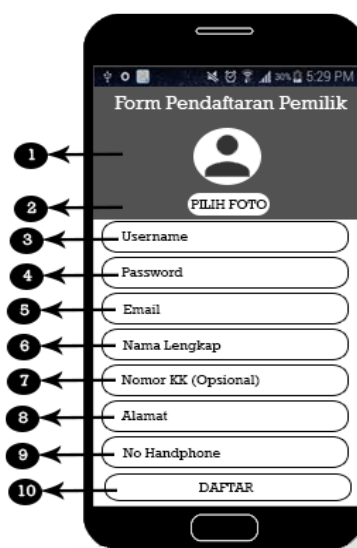 30% 5:29 PM
Form Pendaftaran Pemilik
1
PILIH FOTO
2
3 Username
4 Password
5 Email
6 Nama Lengkap
7 Nomor KK (Opsional)
8 Alamat
9 No Handphone
10 DAFTAR